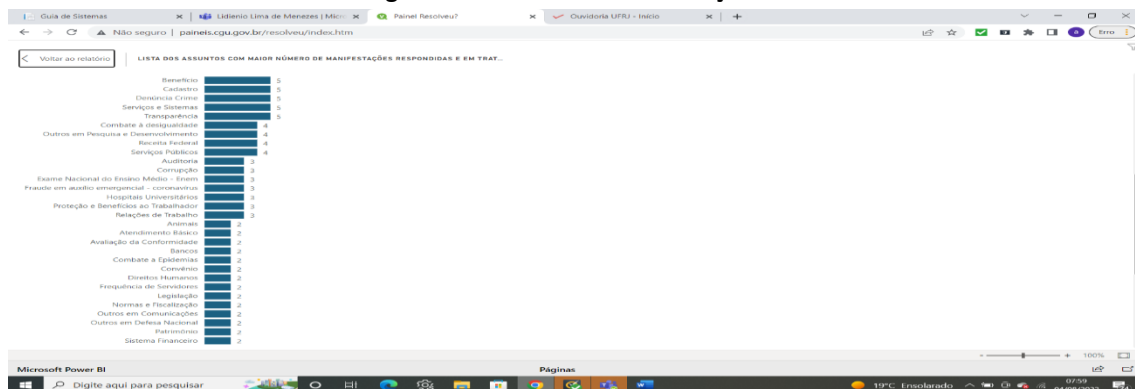 Guia de Sistemas
Lidienio Lima de Menezes | Micr
Painel Resolveu?
Ouvidoria UFRJ - Início
Não seguro | paineis.cgu.gov.br/resolveu/index.htm
Erro
Voltar ao relatório
LISTA DOS ASSUNTOS COM MAIOR NÚMERO DE MANIFESTAÇÕES RESPONDIDAS E EM TRAT...
Benefício 5
Cadastro 5
Denúncia Crime 5
Serviços e Sistemas 5
Transparência 5
Combate à desigualdade 4
Outros em Pesquisa e Desenvolvimento 4
Receita Federal 4
Serviços Públicos 4
Auditoria 3
Corrupção 3
Exame Nacional do Ensino Médio - Enem 3
Fraude em auxílio emergencial - coronavírus 3
Hospitais Universitários 3
Proteção e Benefícios ao Trabalhador 3
Relações de Trabalho 3
Animais 2
Atendimento Básico 2
Avaliação da Conformidade 2
Bancos 2
Combate a Epidemias 2
Convênio 2
Direitos Humanos 2
Frequência de Servidores 2
Legislação 2
Normas e Fiscalização 2
Outros em Comunicações 2
Outros em Defesa Nacional 2
Patrimônio 2
Sistema Financeiro 2
100%
Microsoft Power BI
Páginas
Digite aqui para pesquisar
19°C Ensolarado
07:59
04/08/2022